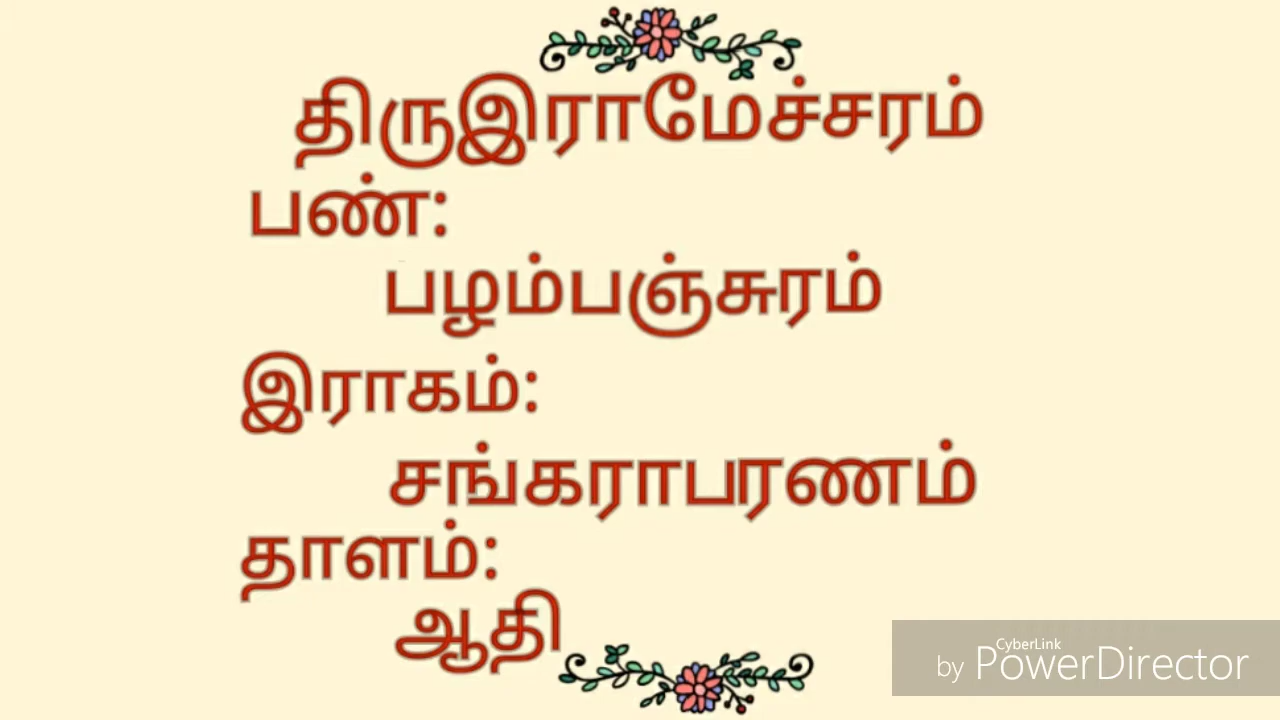 திருஇராமேச்சரம்
பண்:
பழம்பஞ்சுரம்
இராகம்:
சங்கராபரணம்
தாளம்:
ஆதி
CyberLink
by PowerDirector